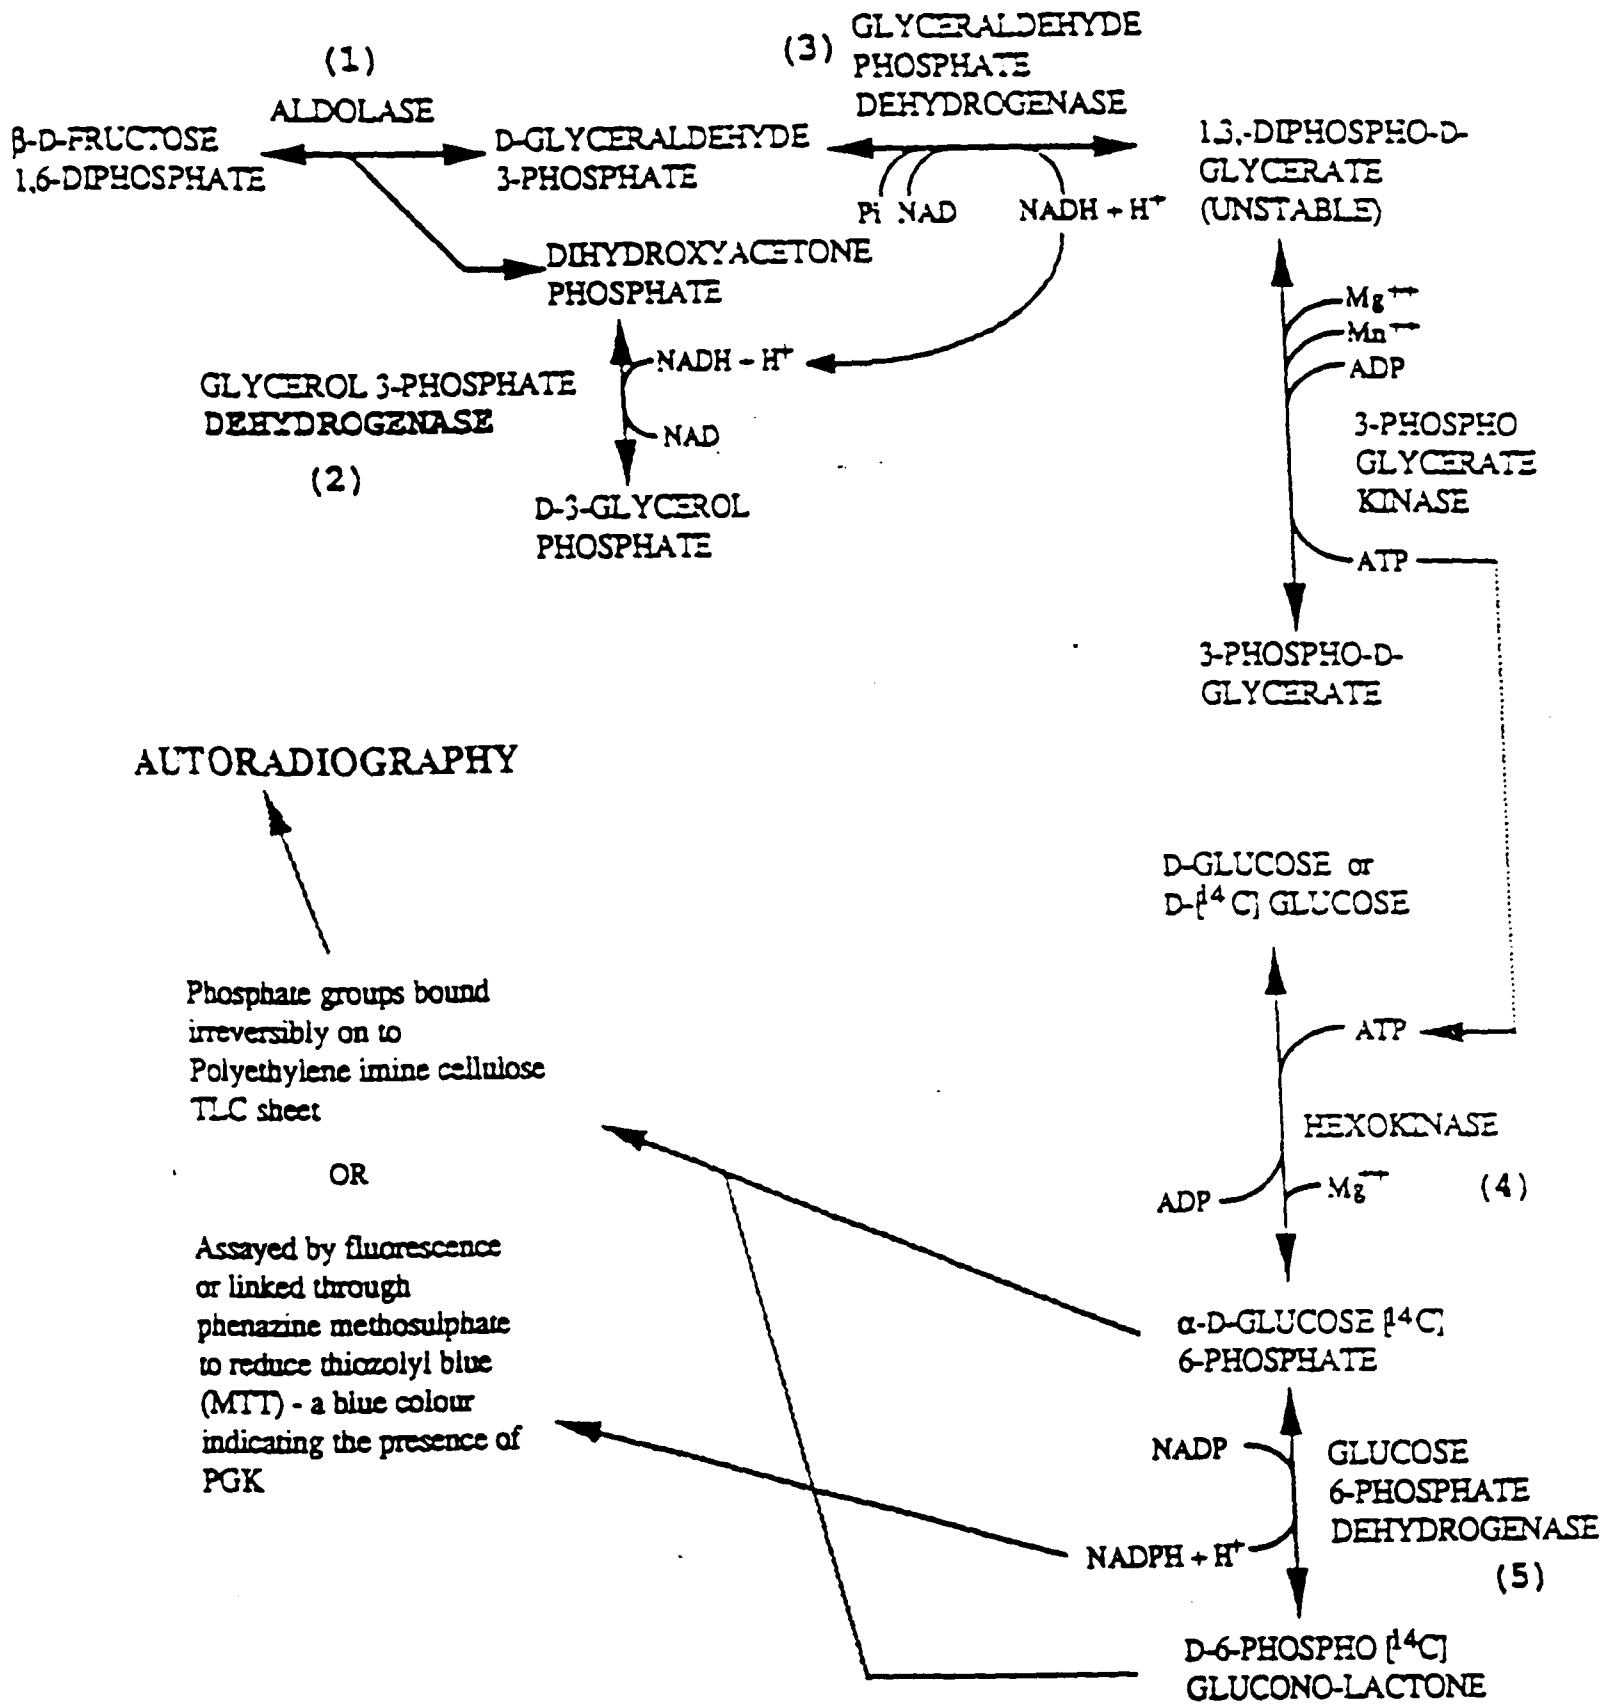 (1)
ALDOLASE
β-D-FRUCTOSE
1,6-DIPHOSPHATE
D-GLYCERALDEHYDE
3-PHOSPHATE
(3)
GLYCERALDEHYDE
PHOSPHATE
DEHYDROGENASE
Pi NAD
NADH + H+
1,3,-DIPHOSPHO-D-
GLYCERATE
(UNSTABLE)
DIHYDROXYACETONE
PHOSPHATE
NADH + H+
NAD
GLYCEROL 3-PHOSPHATE
DEHYDROGENASE
(2)
D-3-GLYCEROL
PHOSPHATE
Mg++
Mn++
ADP
3-PHOSPHO
GLYCERATE
KINASE
ATP
3-PHOSPHO-D-
GLYCERATE
AUTORADIOGRAPHY
Phosphate groups bound
irreversibly on to
Polyethylene imine cellulose
TLC sheet
OR
Assayed by fluorescence
or linked through
phenazine methosulphate
to reduce thiozolyl blue
(MTT) - a blue colour
indicating the presence of
PGK
D-GLUCOSE or
D-[14 C] GLUCOSE
ATP
HEXOKINASE
(4)
ADP
Mg++
α-D-GLUCOSE [14 C]
6-PHOSPHATE
NADP
GLUCOSE
6-PHOSPHATE
DEHYDROGENASE
(5)
NADPH + H+
D-6-PHOSPHO [14C]
GLUCONO-LACTONE